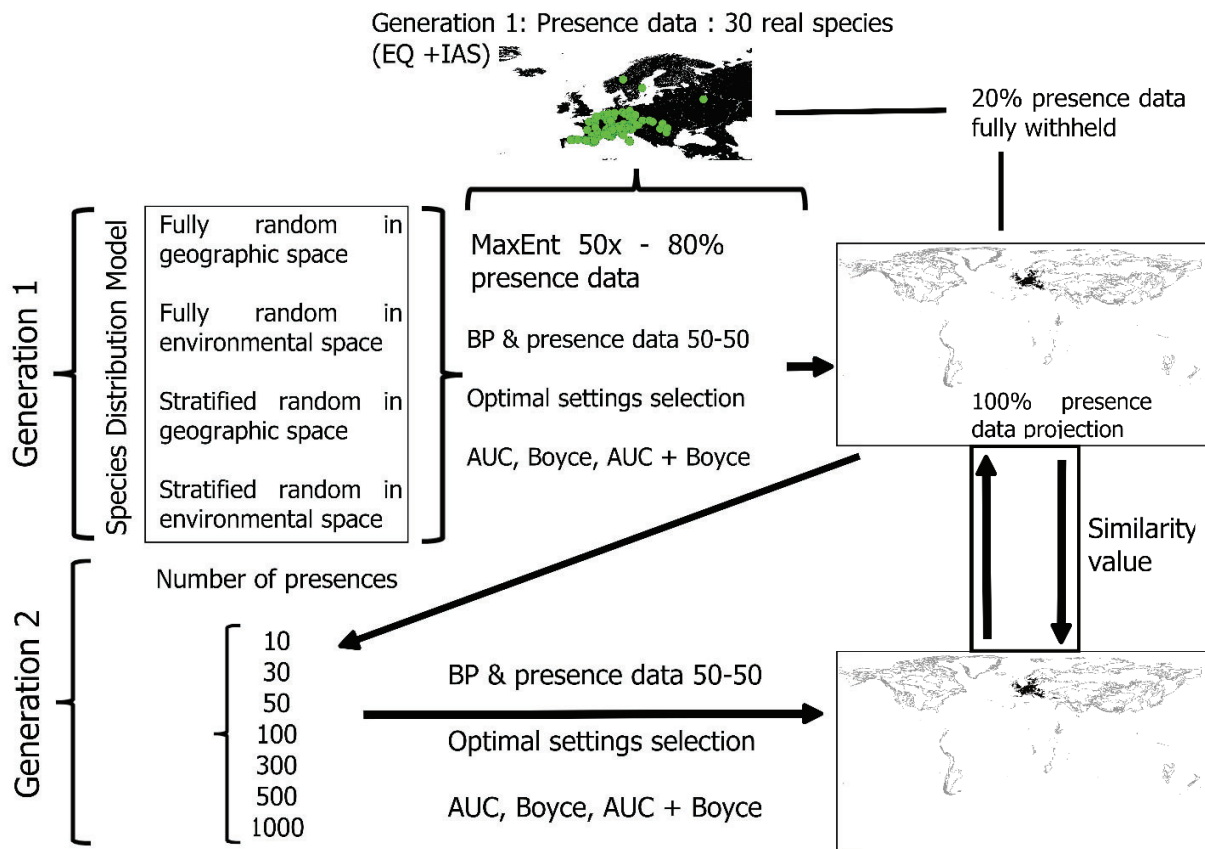 Generation 1: Presence data : 30 real species
(EQ +IAS)
20% presence data
fully withheld
Generation 1
Species Distribution Model
Fully random in
geographic space
Fully random in
environmental space
Stratified random in
geographic space
Stratified random in
environmental space
MaxEnt 50x - 80%
presence data
BP & presence data 50-50
Optimal settings selection
AUC, Boyce, AUC + Boyce
100% presence
data projection
Similarity
value
Generation 2
Number of presences
10
30
50
100
300
500
1000
BP & presence data 50-50
Optimal settings selection
AUC, Boyce, AUC + Boyce